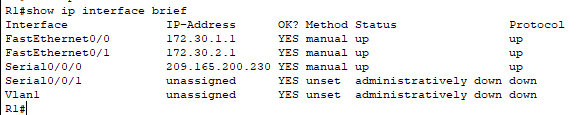 R1#show ip interface brief
Interface              IP-Address      OK? Method Status                Protocol
FastEthernet0/0        172.30.1.1      YES manual up                    up
FastEthernet0/1        172.30.2.1      YES manual up                    up
Serial0/0/0            209.165.200.230 YES manual up                    up
Serial0/0/1            unassigned      YES unset  administratively down down
Vlan1                  unassigned      YES unset  administratively down down
R1#